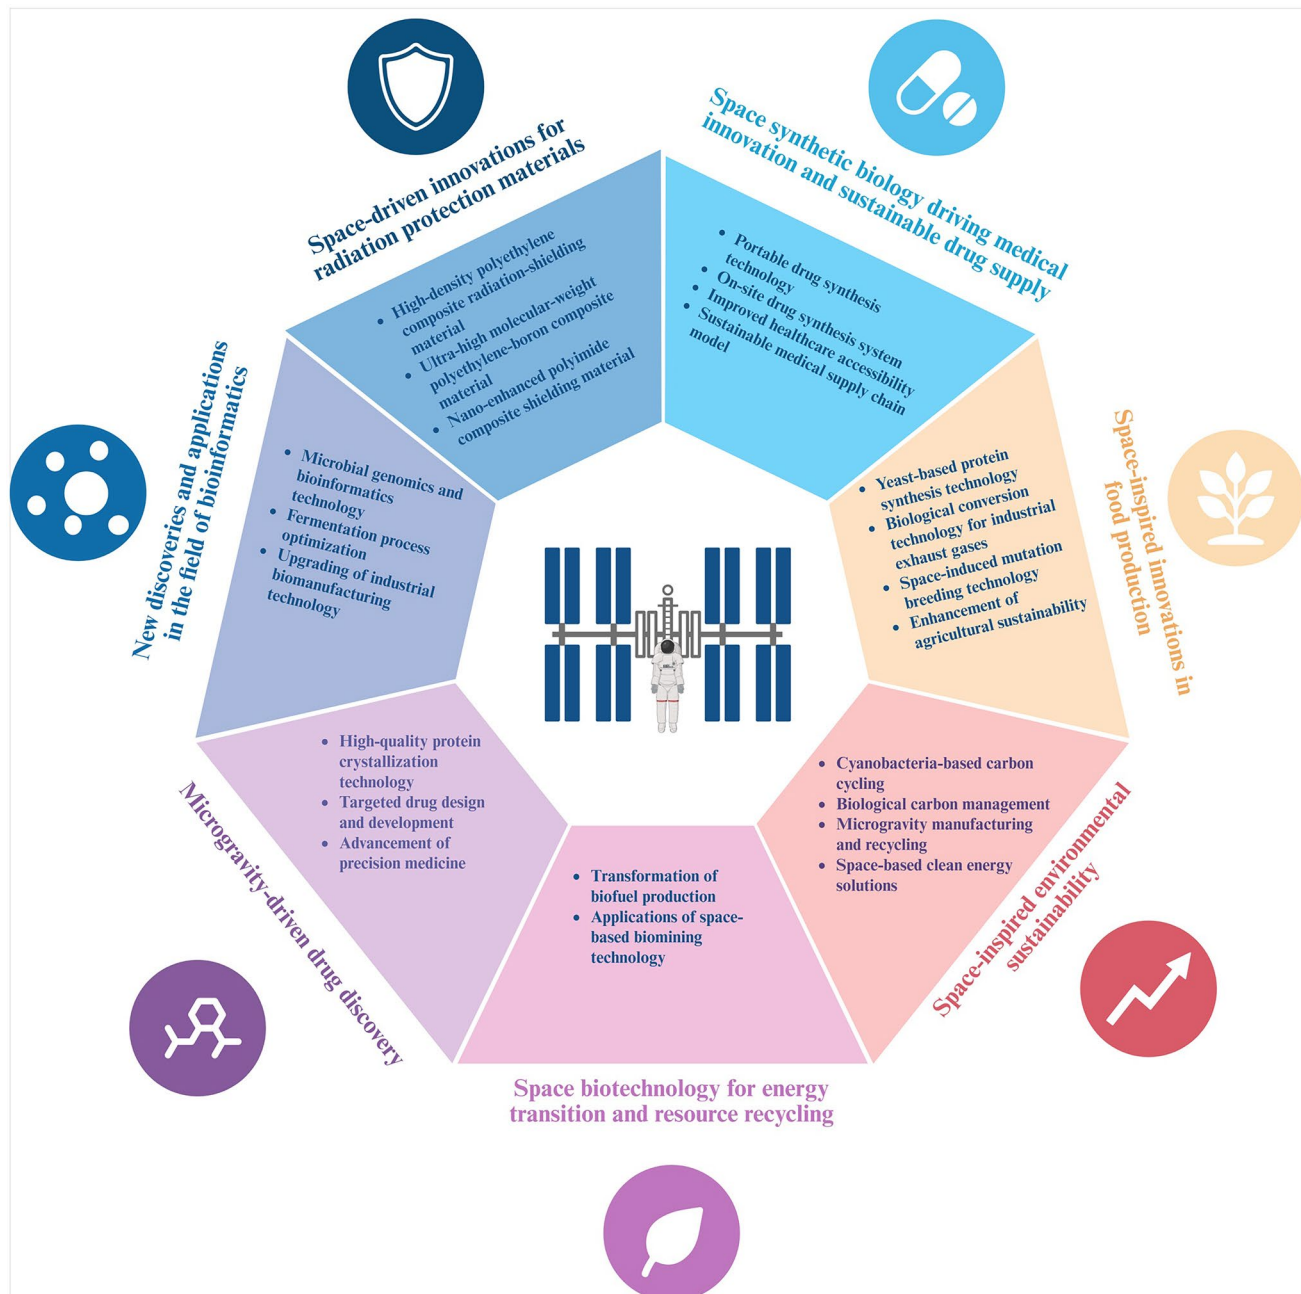 Space-driven innovations for
radiation protection materials
• High-density polyethylene
composite radiation-shielding
material
• Ultra-high molecular-weight
polyethylene-boron composite
material
• Nano-enhanced polyimide
composite shielding material
Space synthetic biology driving medical
innovation and sustainable drug supply
• Portable drug synthesis
technology
• On-site drug synthesis system
• Improved healthcare accessibility
• Sustainable medical supply chain
model
Space-inspired innovations in
food production
• Yeast-based protein
synthesis technology
• Biological conversion
technology for industrial
exhaust gases
• Space-induced mutation
breeding technology
• Enhancement of
agricultural sustainability
Space-inspired environmental
sustainability
• Cyanobacteria-based carbon
cycling
• Biological carbon management
• Microgravity manufacturing
and recycling
• Space-based clean energy
solutions
Space biotechnology for energy
transition and resource recycling
• Transformation of
biofuel production
• Applications of space-
based biomining
technology
Microgravity-driven drug discovery
• High-quality protein
crystallization
technology
• Targeted drug design
and development
• Advancement of
precision medicine
New discoveries and applications
in the field of bioinformatics
• Microbial genomics and
bioinformatics
technology
• Fermentation process
optimization
• Upgrading of industrial
biomanufacturing
technology